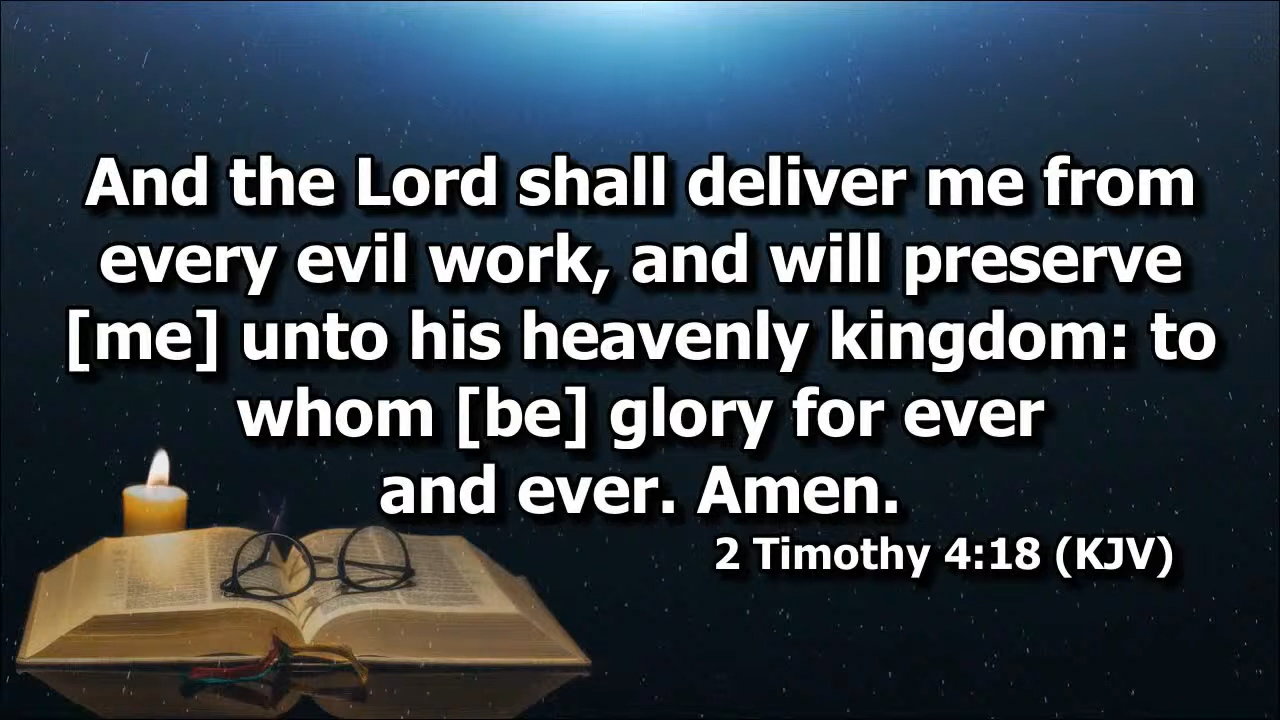 And the Lord shall deliver me from
every evil work, and will preserve
[me] unto his heavenly kingdom: to
whom [be] glory for ever
and ever. Amen.
2 Timothy 4:18 (KJV)